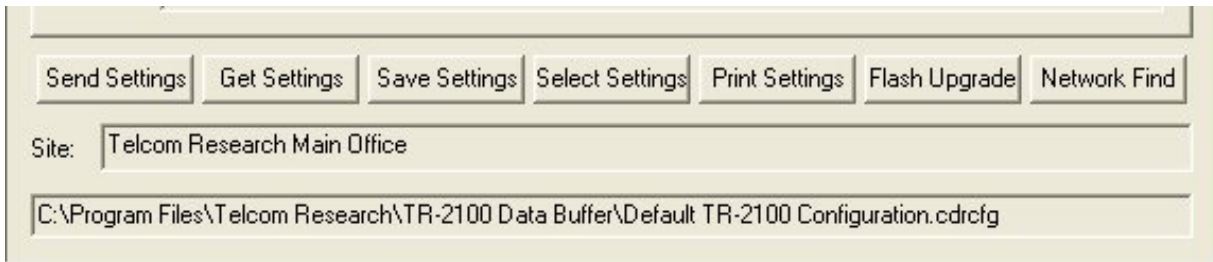 Send Settings Get Settings Save Settings Select Settings Print Settings Flash Upgrade Network Find
Site: Telcom Research Main Office
C:\Program Files\Telcom Research\TR-2100 Data Buffer\Default TR-2100 Configuration.cdrcfg